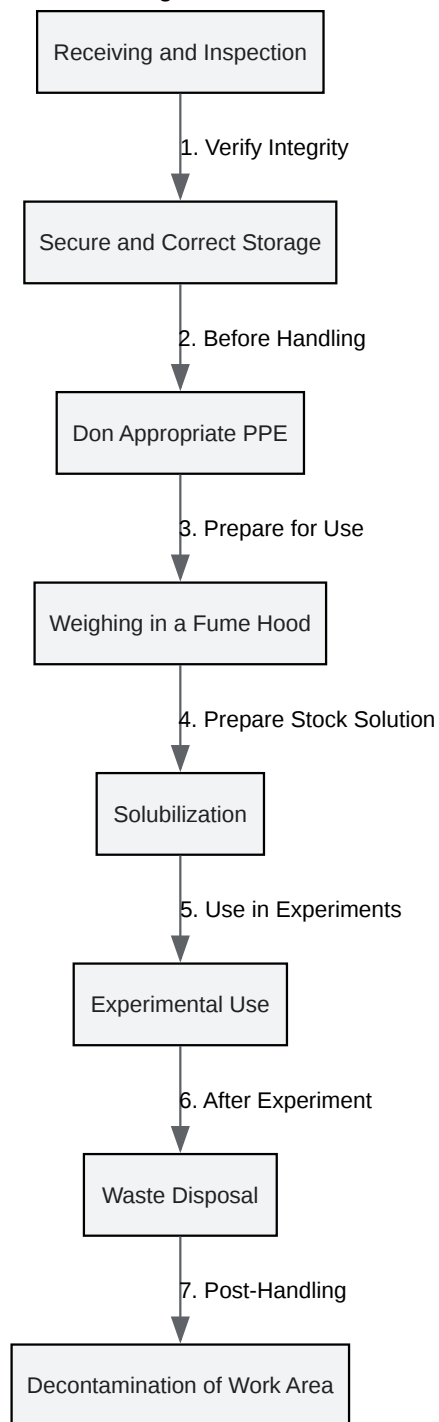 Receiving and Inspection
1. Verify Integrity
Secure and Correct Storage
2. Before Handling
Don Appropriate PPE
3. Prepare for Use
Weighing in a Fume Hood
4. Prepare Stock Solution
Solubilization
5. Use in Experiments
Experimental Use
6. After Experiment
Waste Disposal
7. Post-Handling
Decontamination of Work Area